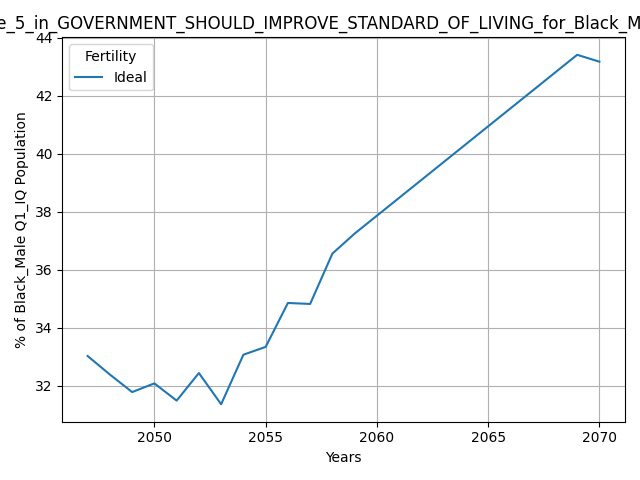 e_5_in_GOVERNMENT_SHOULD_IMPROVE_STANDARD_OF_LIVING_for_Black_M
Fertility
Ideal
% of Black_Male Q1_IQ Population
44
42
40
38
36
34
32
2050
2055
2060
2065
2070
Years